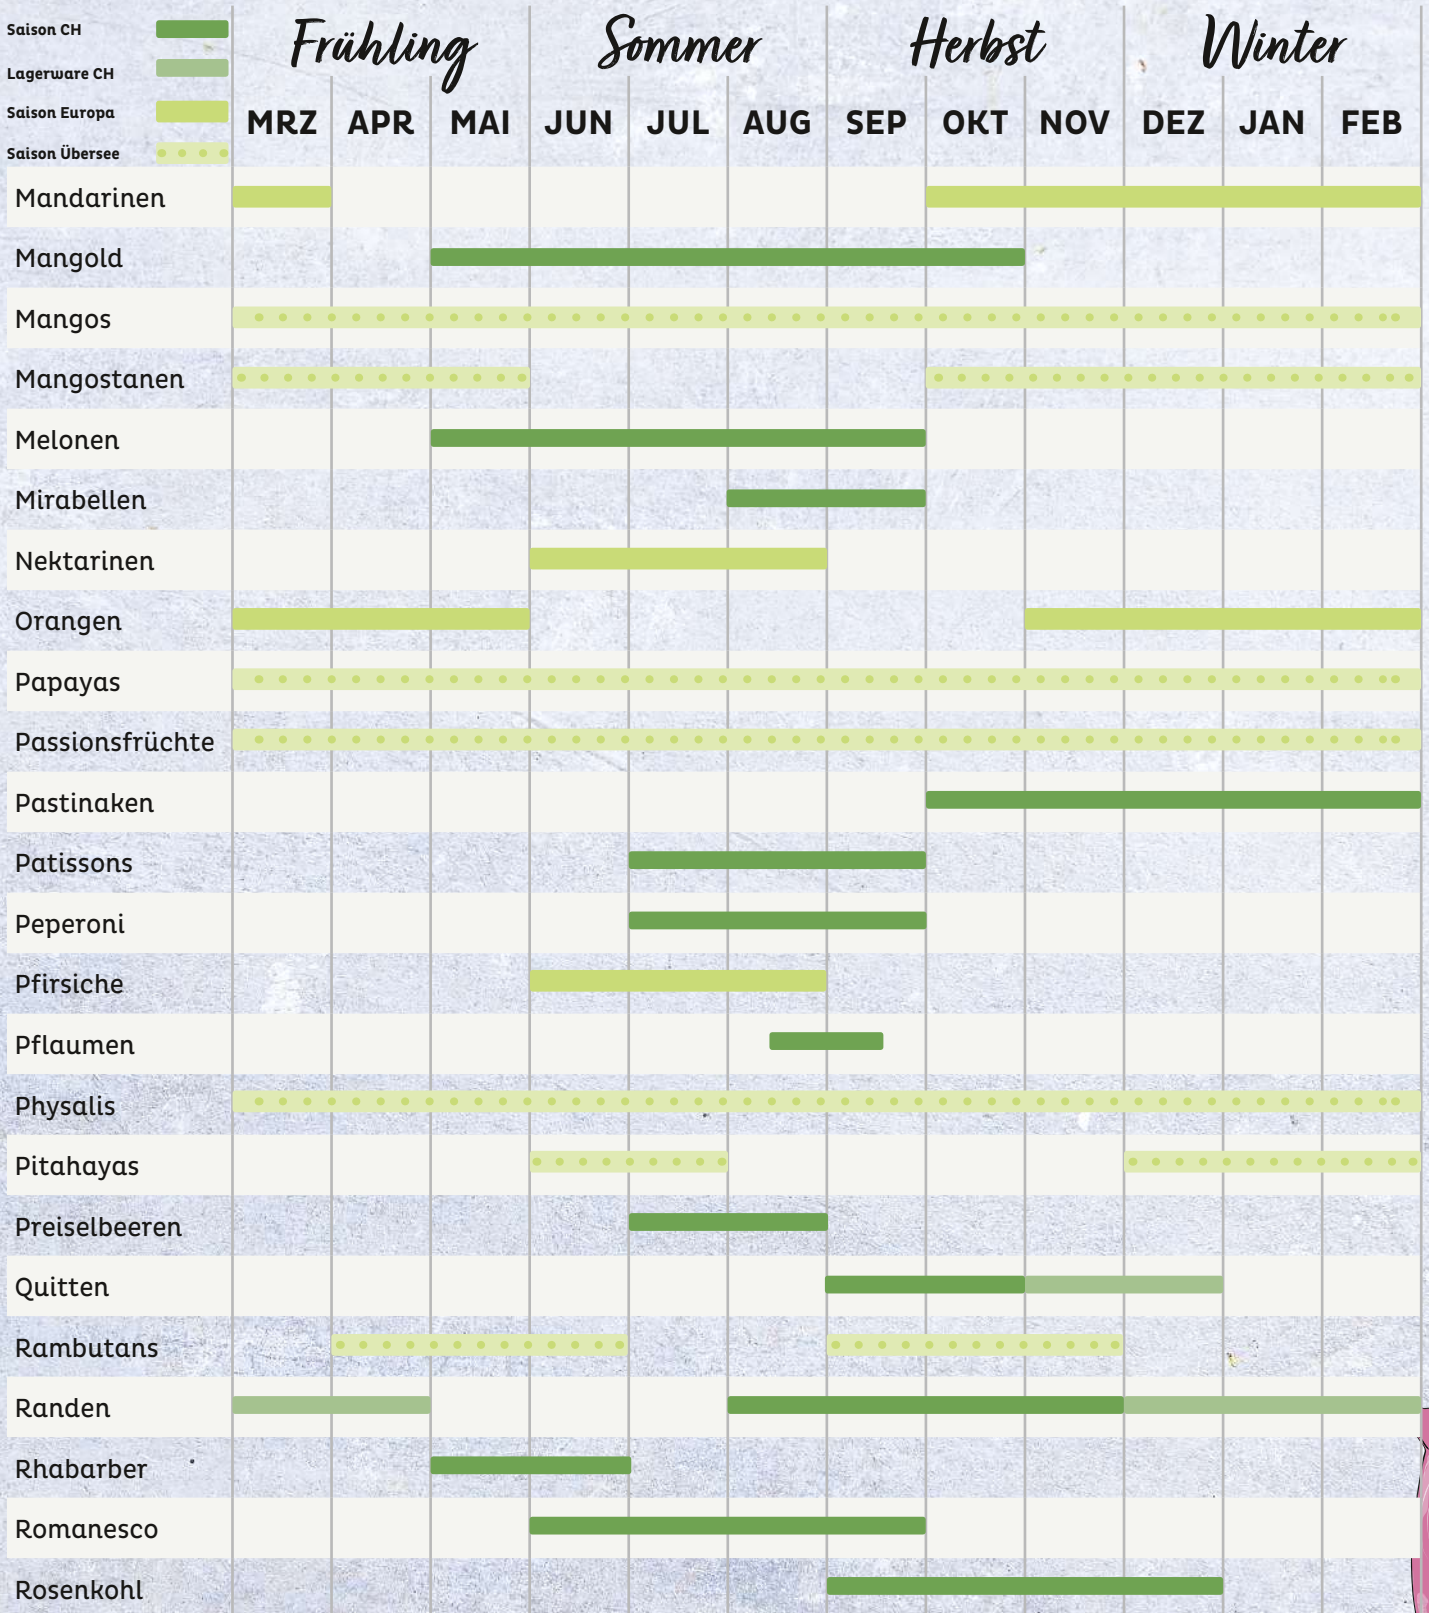 Saison CH
Lagerware CH
Saison Europa
Saison Übersee
Frühling Sommer Herbst Winter
MRZ APR MAI JUN JUL AUG SEP OKT NOV DEZ JAN FEB
Mandarinen
Mangold
Mangos
Mangostanen
Melonen
Mirabellen
Nektarinen
Orangen
Papayas
Passionsfrüchte
Pastinaken
Patissons
Peperoni
Pfirsiche
Pflaumen
Physalis
Pitahayas
Preiselbeeren
Quitten
Rambutans
Randen
Rhabarber
Romanesco
Rosenkohl